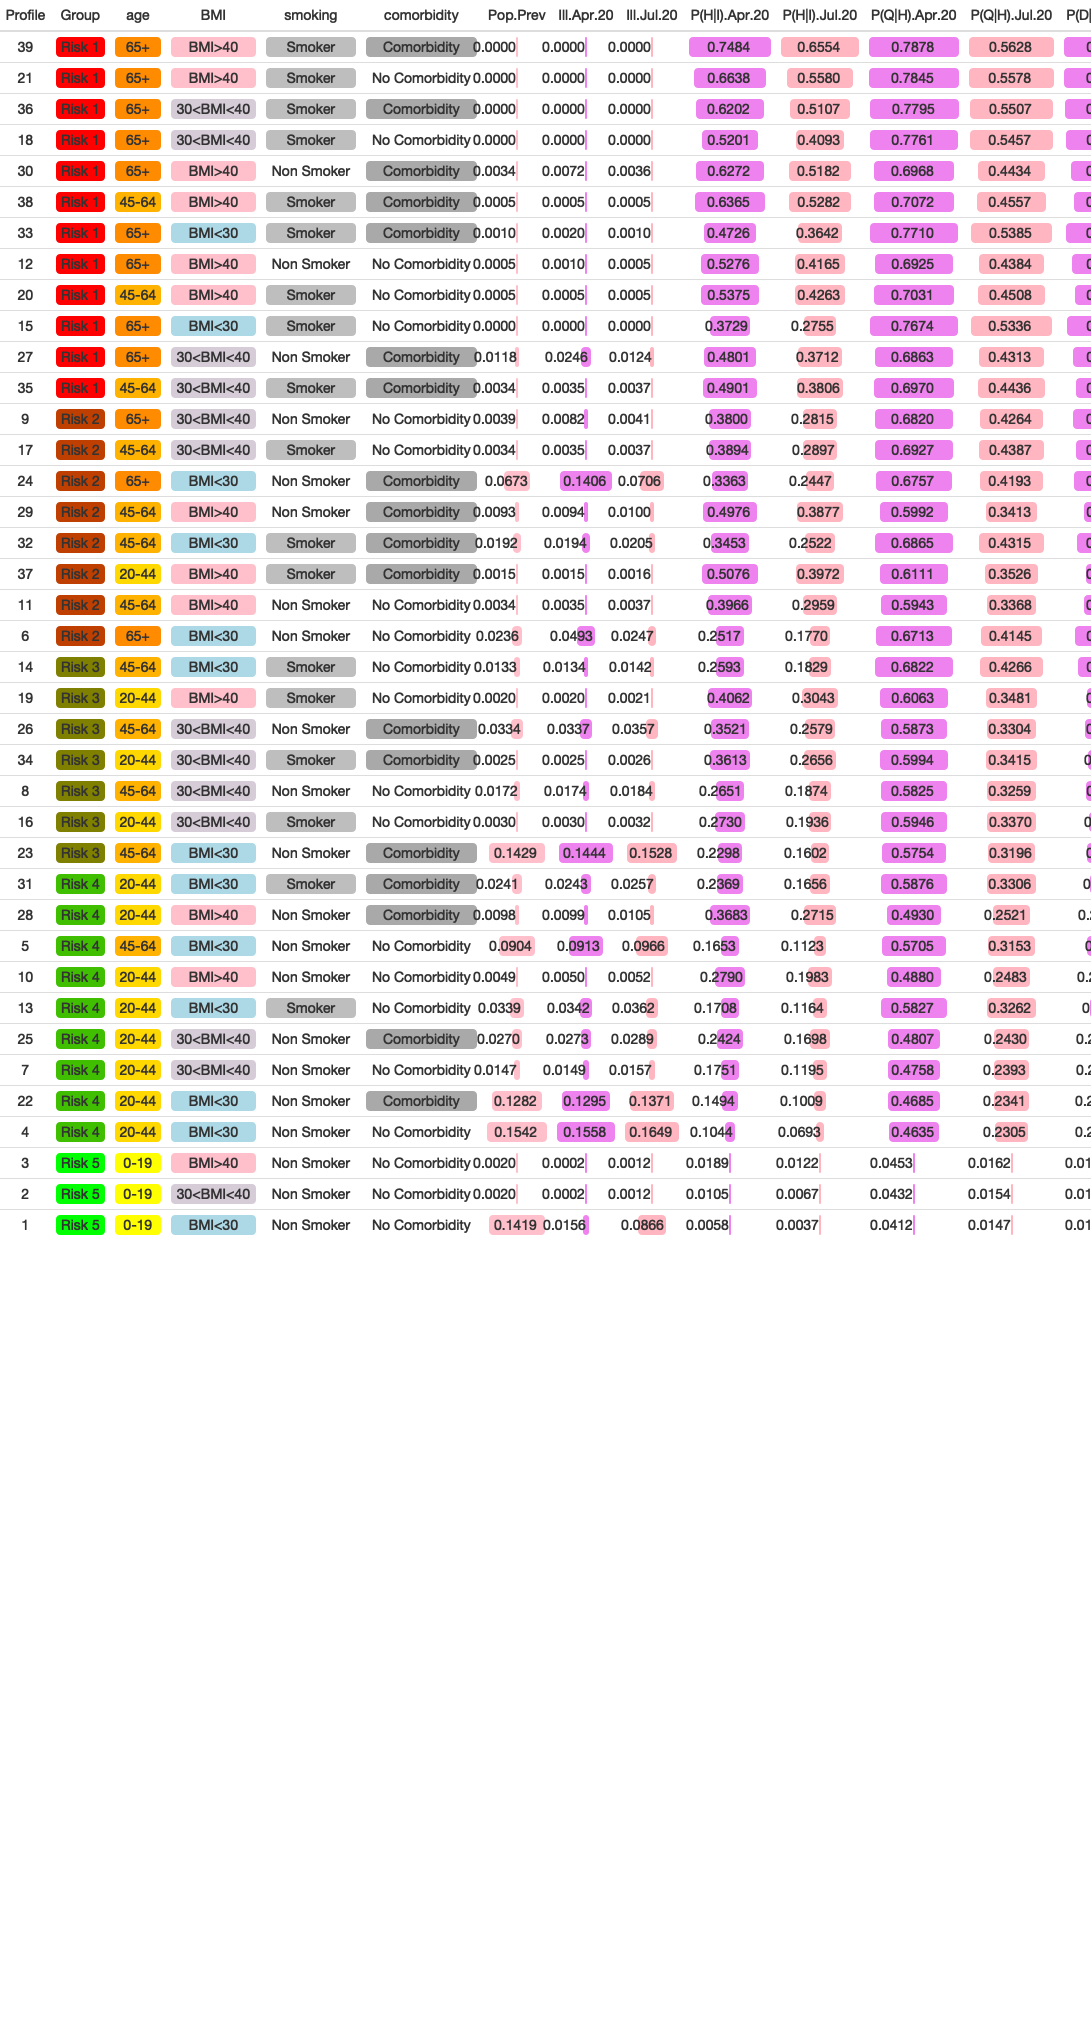 Profile Group age BMI smoking comorbidity Pop.Prev Ill.Apr.20 Ill.Jul.20 P(H|I).Apr.20 P(H|I).Jul.20 P(Q|H).Apr.20 P(Q|H).Jul.20 P(D|
39 Risk 1 65+ BMI>40 Smoker Comorbidity 0.0000 0.0000 0.0000 0.7484 0.6554 0.7878 0.5628
21 Risk 1 65+ BMI>40 Smoker No Comorbidity 0.0000 0.0000 0.0000 0.6638 0.5580 0.7845 0.5578
36 Risk 1 65+ 30<BMI<40 Smoker Comorbidity 0.0000 0.0000 0.0000 0.6202 0.5107 0.7795 0.5507
18 Risk 1 65+ 30<BMI<40 Smoker No Comorbidity 0.0000 0.0000 0.0000 0.5201 0.4093 0.7761 0.5457
30 Risk 1 65+ BMI>40 Non Smoker Comorbidity 0.0034 0.0072 0.0036 0.6272 0.5182 0.6968 0.4434
38 Risk 1 45-64 BMI>40 Smoker Comorbidity 0.0005 0.0005 0.0005 0.6365 0.5282 0.7072 0.4557
33 Risk 1 65+ BMI<30 Smoker Comorbidity 0.0010 0.0020 0.0010 0.4726 0.3642 0.7710 0.5385
12 Risk 1 65+ BMI>40 Non Smoker No Comorbidity 0.0005 0.0010 0.0005 0.5276 0.4165 0.6925 0.4384
20 Risk 1 45-64 BMI>40 Smoker No Comorbidity 0.0005 0.0005 0.0005 0.5375 0.4263 0.7031 0.4508
15 Risk 1 65+ BMI<30 Smoker No Comorbidity 0.0000 0.0000 0.0000 0.3729 0.2755 0.7674 0.5336
27 Risk 1 65+ 30<BMI<40 Non Smoker Comorbidity 0.0118 0.0246 0.0124 0.4801 0.3712 0.6863 0.4313
35 Risk 1 45-64 30<BMI<40 Smoker Comorbidity 0.0034 0.0035 0.0037 0.4901 0.3806 0.6970 0.4436
9 Risk 2 65+ 30<BMI<40 Non Smoker No Comorbidity 0.0039 0.0082 0.0041 0.3800 0.2815 0.6820 0.4264
17 Risk 2 45-64 30<BMI<40 Smoker No Comorbidity 0.0034 0.0035 0.0037 0.3894 0.2897 0.6927 0.4387
24 Risk 2 65+ BMI<30 Non Smoker Comorbidity 0.0673 0.1406 0.0706 0.3363 0.2447 0.6757 0.4193
29 Risk 2 45-64 BMI>40 Non Smoker Comorbidity 0.0093 0.0094 0.0100 0.4976 0.3877 0.5992 0.3413
32 Risk 2 45-64 BMI<30 Smoker Comorbidity 0.0192 0.0194 0.0205 0.3453 0.2522 0.6865 0.4315
37 Risk 2 20-44 BMI>40 Smoker Comorbidity 0.0015 0.0015 0.0016 0.5076 0.3972 0.6111 0.3526
11 Risk 2 45-64 BMI>40 Non Smoker No Comorbidity 0.0034 0.0035 0.0037 0.3966 0.2959 0.5943 0.3368
6 Risk 2 65+ BMI<30 Non Smoker No Comorbidity 0.0236 0.0493 0.0247 0.2517 0.1770 0.6713 0.4145
14 Risk 3 45-64 BMI<30 Smoker No Comorbidity 0.0133 0.0134 0.0142 0.2593 0.1829 0.6822 0.4266
19 Risk 3 20-44 BMI>40 Smoker No Comorbidity 0.0020 0.0020 0.0021 0.4062 0.3043 0.6063 0.3481
26 Risk 3 45-64 30<BMI<40 Non Smoker Comorbidity 0.0334 0.0337 0.0357 0.3521 0.2579 0.5873 0.3304
34 Risk 3 20-44 30<BMI<40 Smoker Comorbidity 0.0025 0.0025 0.0026 0.3613 0.2656 0.5994 0.3415
8 Risk 3 45-64 30<BMI<40 Non Smoker No Comorbidity 0.0172 0.0174 0.0184 0.2651 0.1874 0.5825 0.3259
16 Risk 3 20-44 30<BMI<40 Smoker No Comorbidity 0.0030 0.0030 0.0032 0.2730 0.1936 0.5946 0.3370
23 Risk 3 45-64 BMI<30 Non Smoker Comorbidity 0.1429 0.1444 0.1528 0.2298 0.1602 0.5754 0.3196
31 Risk 4 20-44 BMI<30 Smoker Comorbidity 0.0241 0.0243 0.0257 0.2369 0.1656 0.5876 0.3306 0
28 Risk 4 20-44 BMI>40 Non Smoker Comorbidity 0.0098 0.0099 0.0105 0.3683 0.2715 0.4930 0.2521 0.2
5 Risk 4 45-64 BMI<30 Non Smoker No Comorbidity 0.0904 0.0913 0.0966 0.1653 0.1123 0.5705 0.3153
10 Risk 4 20-44 BMI>40 Non Smoker No Comorbidity 0.0049 0.0050 0.0052 0.2790 0.1983 0.4880 0.2483 0.2
13 Risk 4 20-44 BMI<30 Smoker No Comorbidity 0.0339 0.0342 0.0362 0.1708 0.1164 0.5827 0.3262 0
25 Risk 4 20-44 30<BMI<40 Non Smoker Comorbidity 0.0270 0.0273 0.0289 0.2424 0.1698 0.4807 0.2430 0.2
7 Risk 4 20-44 30<BMI<40 Non Smoker No Comorbidity 0.0147 0.0149 0.0157 0.1751 0.1195 0.4758 0.2393 0.2
22 Risk 4 20-44 BMI<30 Non Smoker Comorbidity 0.1282 0.1295 0.1371 0.1494 0.1009 0.4685 0.2341 0.2
4 Risk 4 20-44 BMI<30 Non Smoker No Comorbidity 0.1542 0.1558 0.1649 0.1044 0.0693 0.4635 0.2305 0.2
3 Risk 5 0-19 BMI>40 Non Smoker No Comorbidity 0.0020 0.0002 0.0012 0.0189 0.0122 0.0453 0.0162 0.01
2 Risk 5 0-19 30<BMI<40 Non Smoker No Comorbidity 0.0020 0.0002 0.0012 0.0105 0.0067 0.0432 0.0154 0.01
1 Risk 5 0-19 BMI<30 Non Smoker No Comorbidity 0.1419 0.0156 0.0866 0.0058 0.0037 0.0412 0.0147 0.01